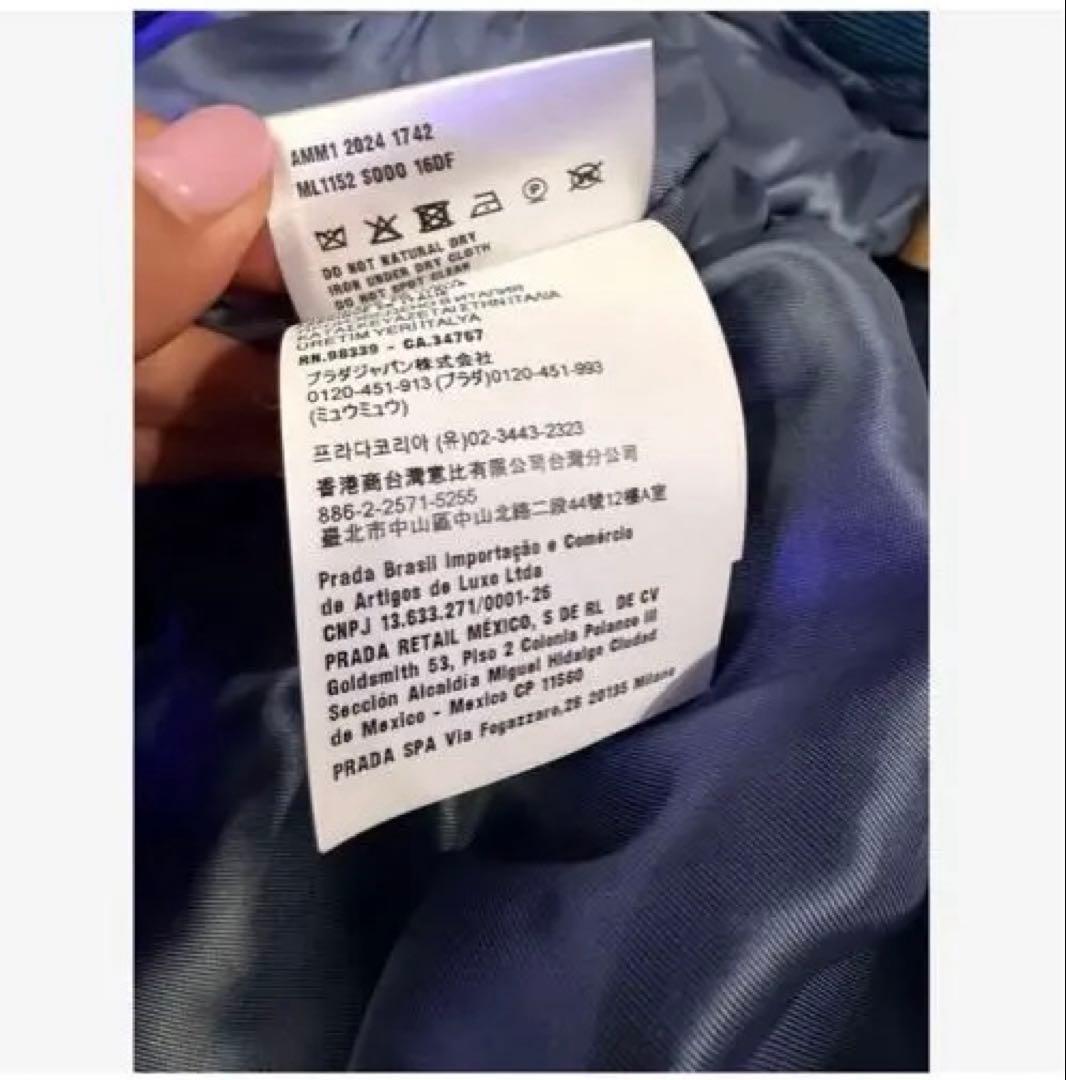 AMM1 2024 1742
ML1152 SOOO 16DF
DO NOT NATURAL DRY
IRON UNDER DRY CLOTH
DO NOT SPOT CLEAN
ÜRETIM YERI ITALYA
RN.98339 - CA.34767
プラダジャパン株式会社
0120-451-913 (プラダ)0120-451-993
(ミュウミュウ)
프라다코리아 (유)02-3443-2323
香港商台灣意比有限公司台灣分公司
886-2-2571-5255
臺北市中山區中山北路二段44號12樓A室
Prada Brasil Importação e Comércio
de Artigos de Luxo Ltda
CNPJ 13.633.271/0001-26
PRADA RETAIL MÉXICO, S DE RL DE CV
Goldsmith 53, Piso 2 Colonia Polanco III
Sección Alcaldía Miguel Hidalgo Ciudad
de Mexico - Mexico CP 11560
PRADA SPA Via Fogazzaro,28 20135 Milano